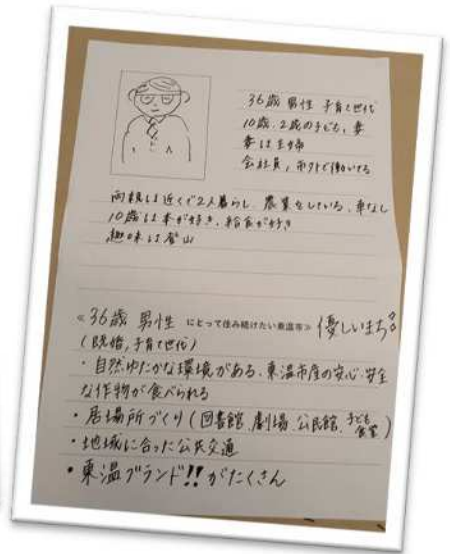 36歳 男性 子育て世代
10歳、2歳の子ども、妻
妻は主婦
会社員、市外で働いてる
両親は近くで2人暮らし、農業をしている、車なし
10歳は本が好き、給食が好き
趣味は登山
≪36歳 男性 にとって住み続けたい東温市≫ 優しいまち
(既婚、子育て世代)
・自然ゆたかな環境がある、東温市産の安心・安全
な作物が食べられる
・居場所づくり(図書館、劇場、公民館、子ども食堂)
・地域に合った公共交通
・東温ブランド!!がたくさん